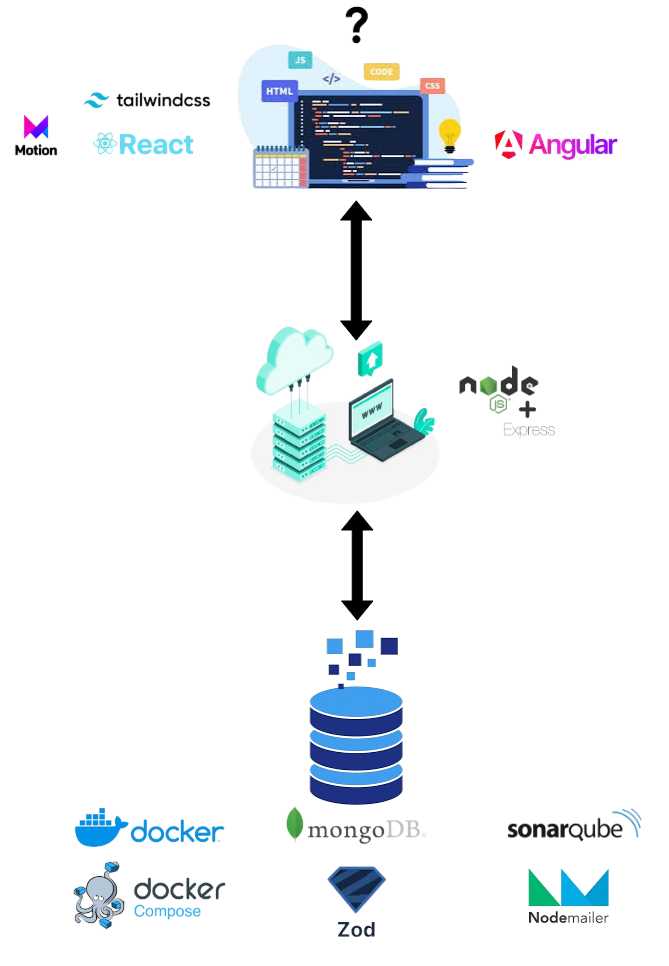 ?
JS
</>
CODE
HTML
CSS
tailwindcss
Motion
React
Angular
www
node
JS
+
Express
docker
mongoDB®
sonarqube
docker
Compose
Zod
Nodemailer